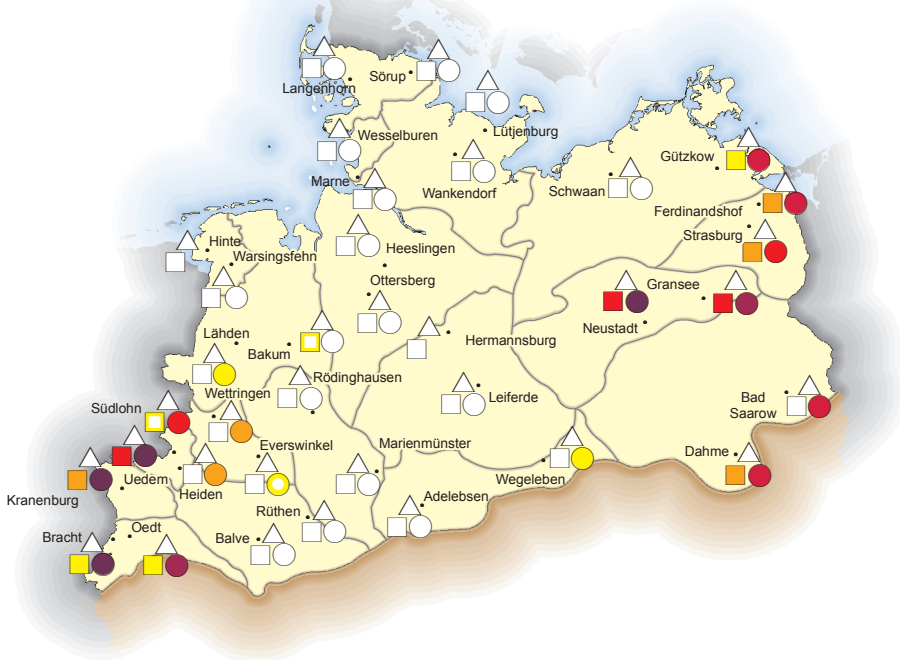 Sörup
Langenhorn
Wesselburen
Lütjenburg
Gützkow
Marne
Wankendorf
Schwaan
Ferdinandshof
Strasburg
Hinte
Heeslingen
Warsingsfehn
Ottersberg
Gransee
Neustadt
Lähden
Bakum
Hermannsburg
Rödinghausen
Wettringen
Leiferde
Bad
Saarow
Südlohn
Everswinkel
Marienmünster
Dahme
Uedem
Wegeleben
Kranenburg
Heiden
Adelebsen
Rüthen
Oedt
Bracht
Balve